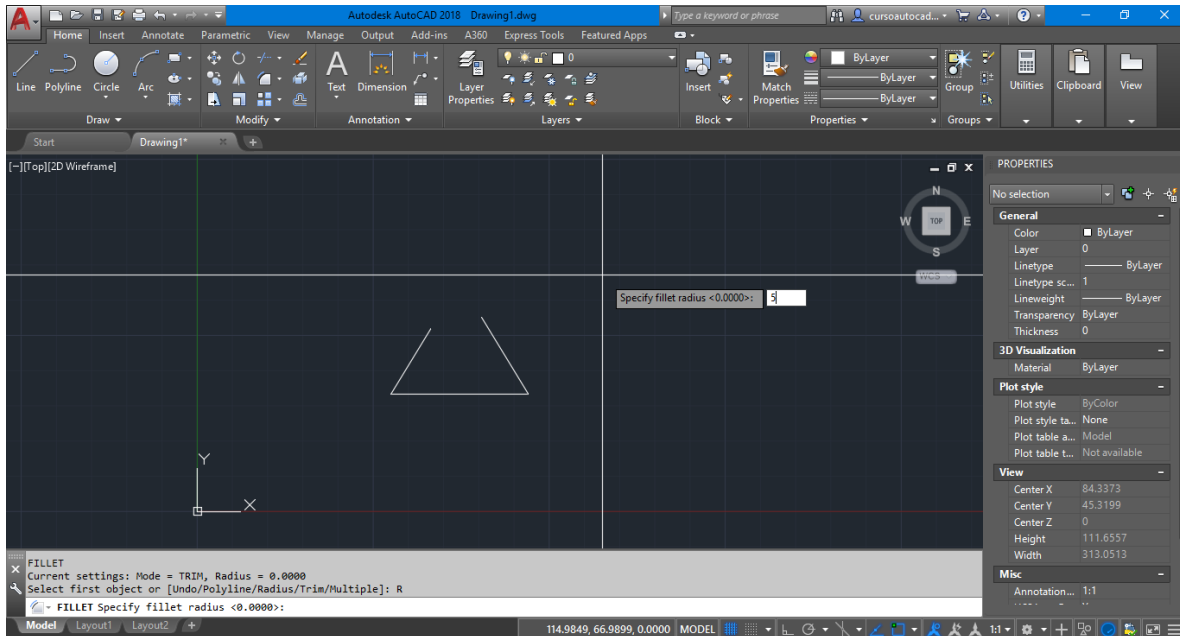 Autodesk AutoCAD 2018 Drawing1.dwg
Type a keyword or phrase
cursoautocad...
Home Insert Annotate Parametric View Manage Output Add-ins A360 Express Tools Featured Apps
Line Polyline Circle Arc
Text Dimension
Layer Properties
0
Insert
Match Properties
ByLayer
ByLayer
ByLayer
Group
Utilities Clipboard View
Draw Modify Annotation Layers Block Properties Groups
Start Drawing1* +
[−][Top][2D Wireframe]
N
W TOP E
S
WCS
Specify fillet radius <0.0000>: 5
Y
X
PROPERTIES
No selection
General
Color ByLayer
Layer 0
Linetype ByLayer
Linetype sc... 1
Lineweight ByLayer
Transparency ByLayer
Thickness 0
3D Visualization
Material ByLayer
Plot style
Plot style ByColor
Plot style ta... None
Plot table a... Model
Plot table t... Not available
View
Center X 84.3373
Center Y 45.3199
Center Z 0
Height 111.6557
Width 313.0513
Misc
Annotation... 1:1
FILLET
Current settings: Mode = TRIM, Radius = 0.0000
Select first object or [Undo/Polyline/Radius/Trim/Multiple]: R
FILLET Specify fillet radius <0.0000>:
Model Layout1 Layout2 +
114.9849, 66.9899, 0.0000 MODEL 1:1